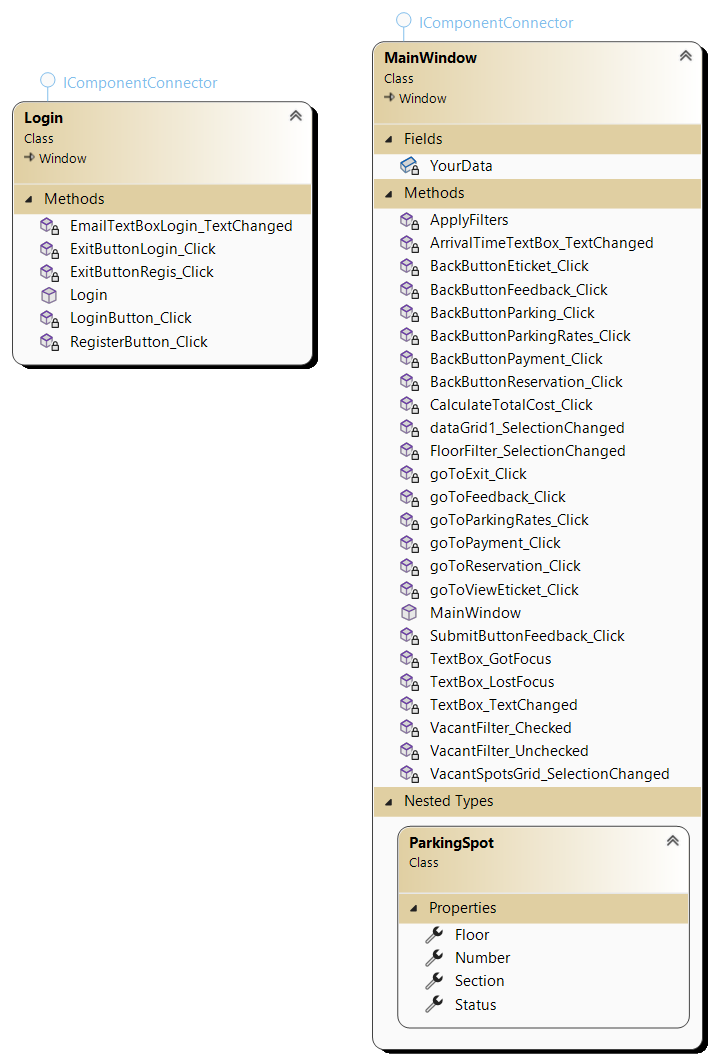 IComponentConnector
Login
Class
Window
Methods
EmailTextBoxLogin_TextChanged
ExitButtonLogin_Click
ExitButtonRegis_Click
Login
LoginButton_Click
RegisterButton_Click
IComponentConnector
MainWindow
Class
Window
Fields
YourData
Methods
ApplyFilters
ArrivalTimeTextBox_TextChanged
BackButtonEticket_Click
BackButtonFeedback_Click
BackButtonParking_Click
BackButtonParkingRates_Click
BackButtonPayment_Click
BackButtonReservation_Click
CalculateTotalCost_Click
dataGrid1_SelectionChanged
FloorFilter_SelectionChanged
goToExit_Click
goToFeedback_Click
goToParkingRates_Click
goToPayment_Click
goToReservation_Click
goToViewEticket_Click
MainWindow
SubmitButtonFeedback_Click
TextBox_GotFocus
TextBox_LostFocus
TextBox_TextChanged
VacantFilter_Checked
VacantFilter_Unchecked
VacantSpotsGrid_SelectionChanged
Nested Types
ParkingSpot
Class
Properties
Floor
Number
Section
Status